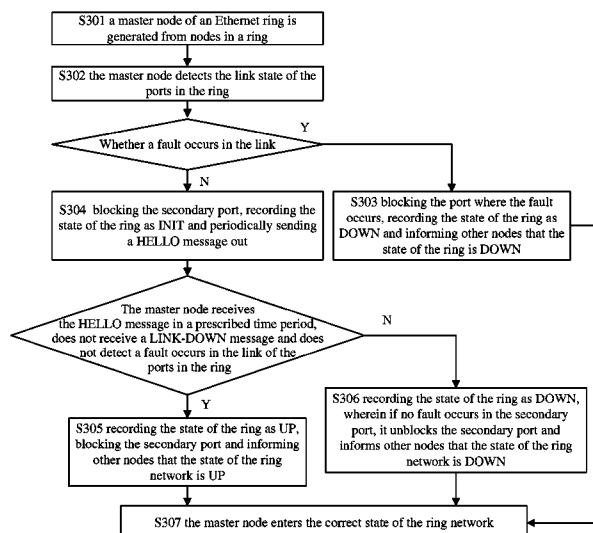 S301 a master node of an Ethernet ring is
generated from nodes in a ring
S302 the master node detects the link state of the
ports in the ring
Whether a fault occurs in the link
Y
N
S304 blocking the secondary port, recording the
state of the ring as INIT and periodically sending
a HELLO message out
S303 blocking the port where the fault
occurs, recording the state of the ring as
DOWN and informing other nodes that the
state of the ring is DOWN
The master node receives
the HELLO message in a prescribed time period,
does not receive a LINK-DOWN message and does
not detect a fault occurs in the link of the
ports in the ring
N
Y
S306 recording the state of the ring as DOWN,
wherein if no fault occurs in the secondary
port, it unblocks the secondary port and
informs other nodes that the state of the ring
network is DOWN
S305 recording the state of the ring as UP,
blocking the secondary port and informing
other nodes that the state of the ring
network is UP
S307 the master node enters the correct state of the ring network